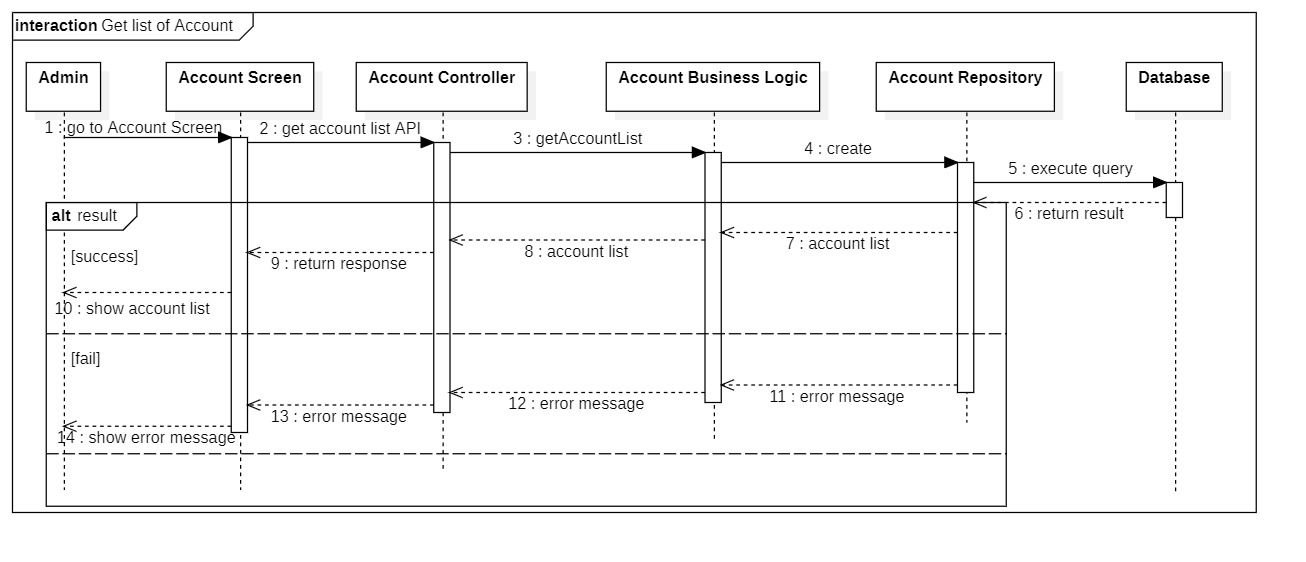 interaction Get list of Account
Admin
Account Screen
Account Controller
Account Business Logic
Account Repository
Database
1 : go to Account Screen
2 : get account list API
3 : getAccountList
4 : create
5 : execute query
alt result
6 : return result
7 : account list
8 : account list
[success]
9 : return response
10 : show account list
[fail]
11 : error message
12 : error message
13 : error message
14 : show error message